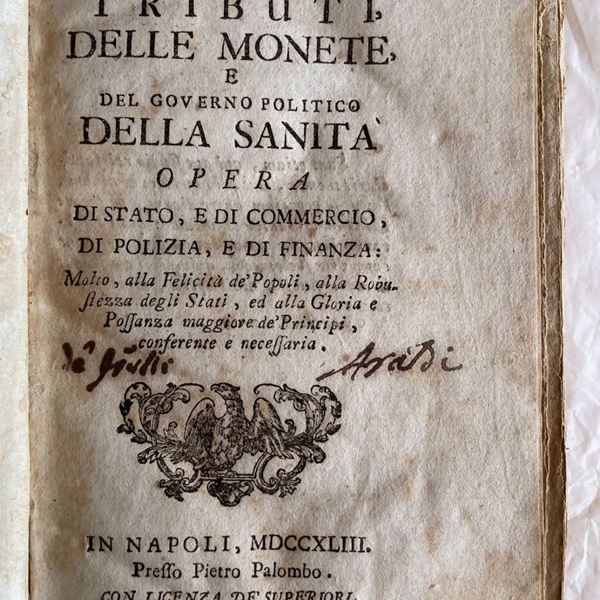 TRIBUTI,
DELLE MONETE,
E
DEL GOVERNO POLITICO
DELLA SANITÀ
OPERA
DI STATO, E DI COMMERCIO,
DI POLIZIA, E DI FINANZA:
Molto, alla Felicità de' Popoli, alla Robu-
ſtezza degli Stati, ed alla Gloria e
Poſſanza maggiore de' Principi,
conferente e neceſſaria.
IN NAPOLI, MDCCXLIII.
Preſſo Pietro Palombo.
CON LICENZA DE' SUPERIORI.